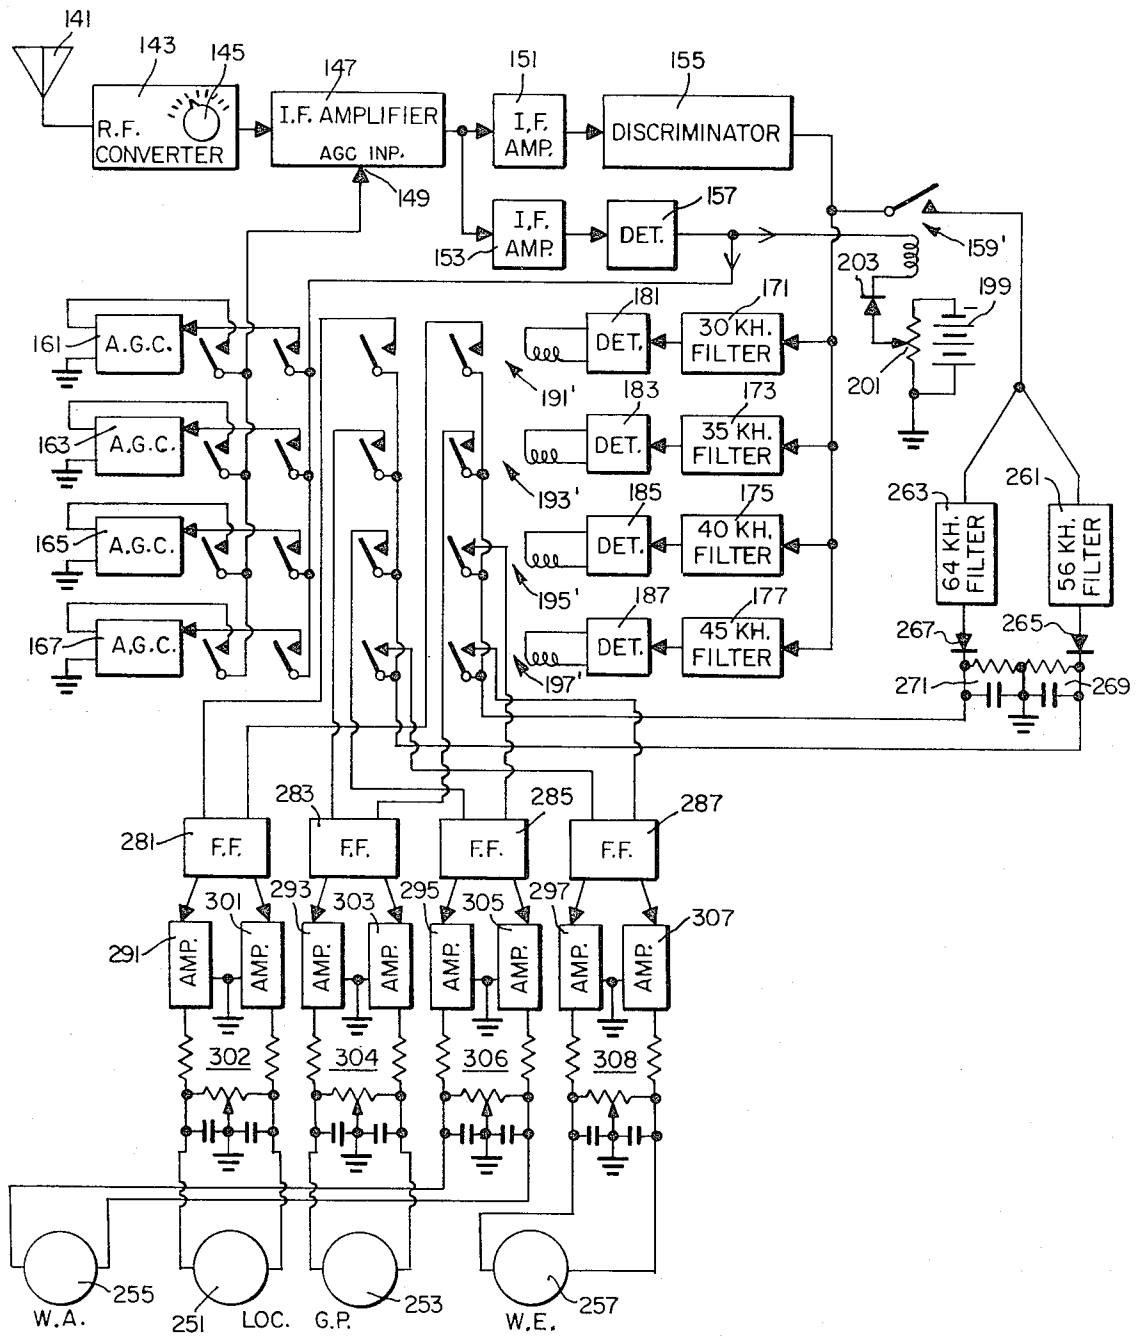 141
143
145
147
151
155
R.F.
CONVERTER
I.F. AMPLIFIER
AGC INP.
149
I.F.
AMP.
DISCRIMINATOR
153
I.F.
AMP.
DET.
157
159'
203
199
201
161
A.G.C.
181
DET.
171
30 KH.
FILTER
191'
163
A.G.C.
183
DET.
173
35 KH.
FILTER
193'
165
A.G.C.
185
DET.
175
40 KH.
FILTER
195'
167
A.G.C.
187
DET.
177
45 KH.
FILTER
197'
263
64 KH.
FILTER
261
56 KH.
FILTER
267
265
271
269
281
F.F.
283
F.F.
285
F.F.
287
F.F.
291
AMP.
301
AMP.
293
AMP.
303
AMP.
295
AMP.
305
AMP.
297
AMP.
307
AMP.
302
304
306
308
255
W.A.
251
LOC.
253
G.P.
257
W.E.